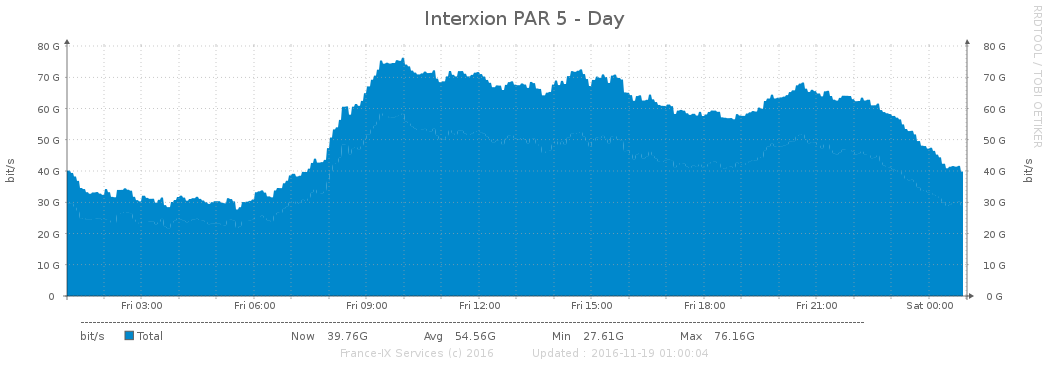 Interxion PAR 5 - Day
RRDTOOL / TOBI OETIKER
bit/s
bit/s
80 G 80 G
70 G 70 G
60 G 60 G
50 G 50 G
40 G 40 G
30 G 30 G
20 G 20 G
10 G 10 G
0 0 G
Fri 03:00 Fri 06:00 Fri 09:00 Fri 12:00 Fri 15:00 Fri 18:00 Fri 21:00 Sat 00:00
bit/s Total Now 39.76G Avg 54.56G Min 27.61G Max 76.16G
France-IX Services (c) 2016 Updated : 2016-11-19 01:00:04